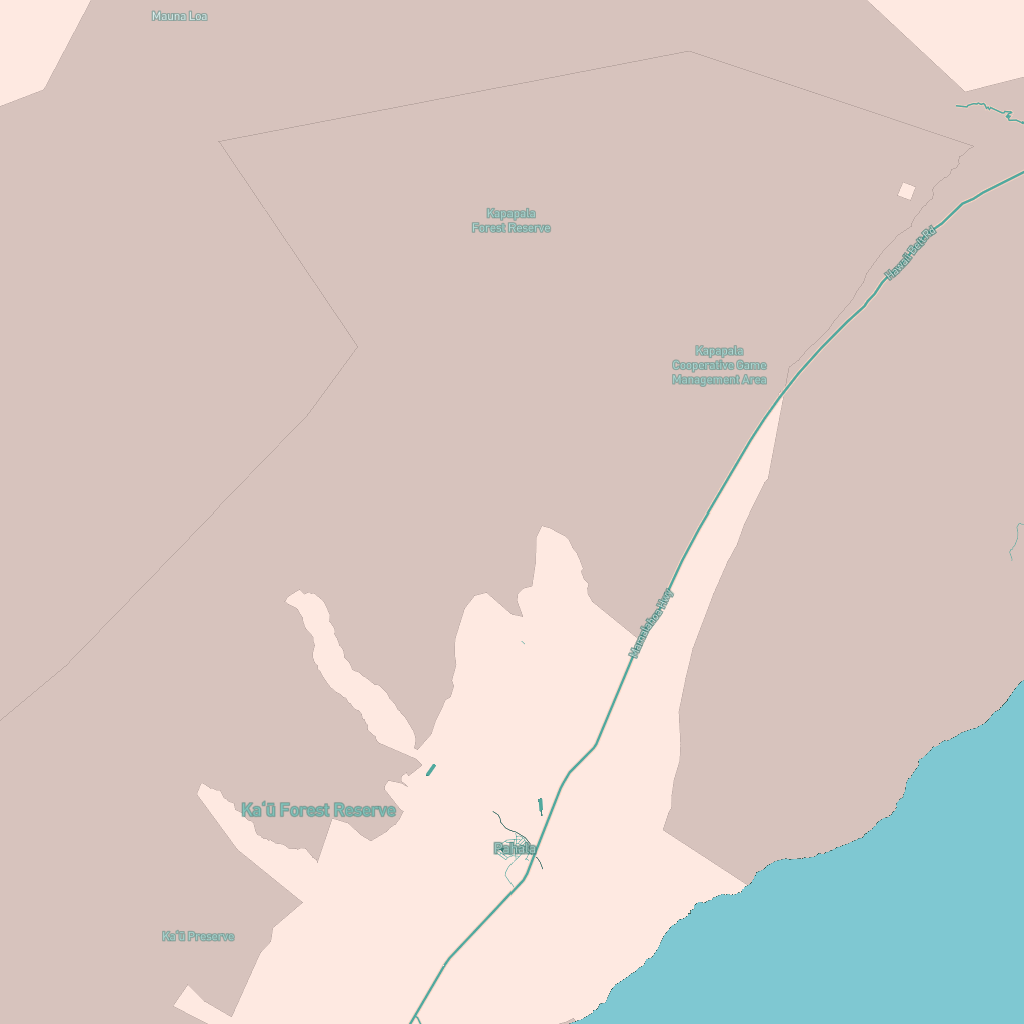 Mauna Loa
Kapapala
Forest Reserve
Hawaii Belt Rd
Kapapala
Cooperative Game
Management Area
Mamalahoa Hwy
Kaʻū Forest Reserve
Pahala
Kaʻū Preserve